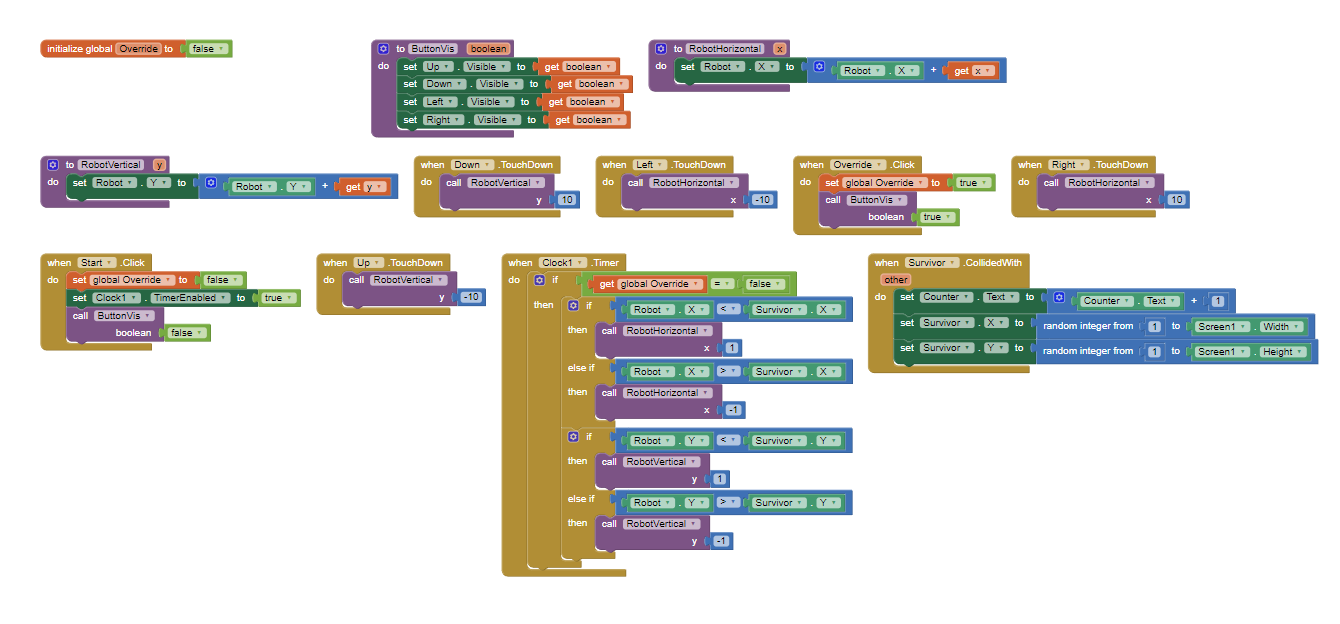 initialize global Override to false
to ButtonVis boolean
do set Up . Visible to get boolean
set Down . Visible to get boolean
set Left . Visible to get boolean
set Right . Visible to get boolean
to RobotHorizontal x
do set Robot . X to Robot . X + get x
to RobotVertical y
do set Robot . Y to Robot . Y + get y
when Down .TouchDown
do call RobotVertical
y 10
when Left .TouchDown
do call RobotHorizontal
x -10
when Override .Click
do set global Override to true
call ButtonVis
boolean true
when Right .TouchDown
do call RobotHorizontal
x 10
when Start .Click
do set global Override to false
set Clock1 . TimerEnabled to true
call ButtonVis
boolean false
when Up .TouchDown
do call RobotVertical
y -10
when Clock1 .Timer
do if get global Override = false
then if Robot . X < Survivor . X
then call RobotHorizontal
x 1
else if Robot . X > Survivor . X
then call RobotHorizontal
x -1
if Robot . Y < Survivor . Y
then call RobotVertical
y 1
else if Robot . Y > Survivor . Y
then call RobotVertical
y -1
when Survivor .CollidedWith
other
do set Counter . Text to Counter . Text + 1
set Survivor . X to random integer from 1 to Screen1 . Width
set Survivor . Y to random integer from 1 to Screen1 . Height